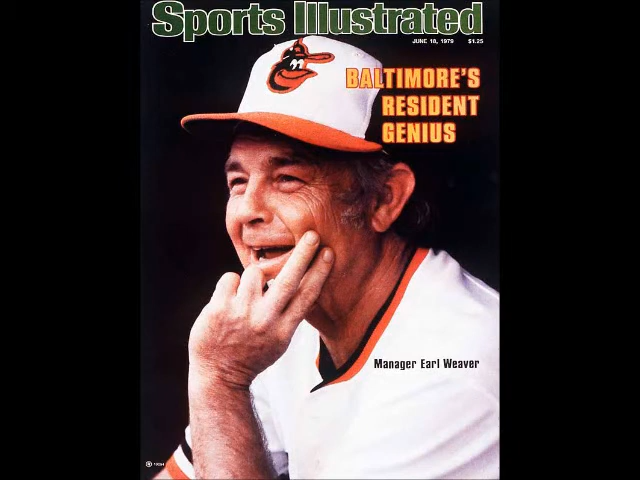 Sports Illustrated
JUNE 18, 1979 $1.25
BALTIMORE'S
RESIDENT
GENIUS
Manager Earl Weaver